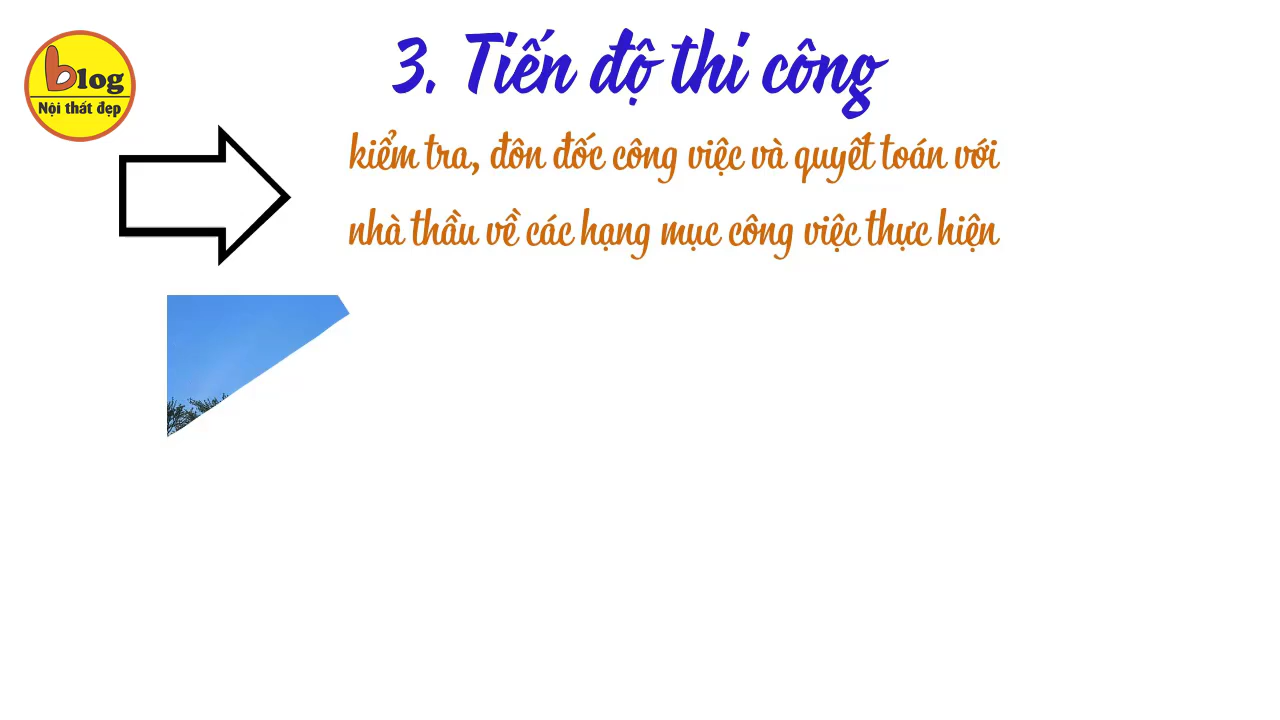 blog
Nội thất đẹp
3. Tiến độ thi công
kiểm tra, đôn đốc công việc và quyết toán với
nhà thầu về các hạng mục công việc thực hiện